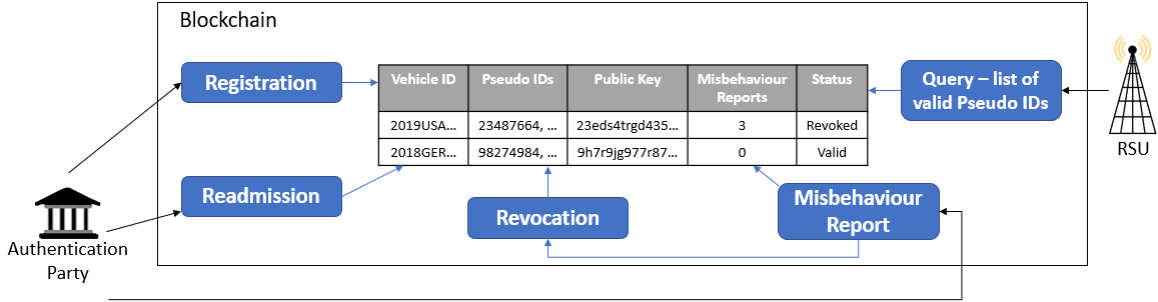 Blockchain
Registration
Vehicle ID Pseudo IDs Public Key Misbehaviour Reports Status
2019USA... 23487664, ... 23eds4trgd435... 3 Revoked
2018GER... 98274984, ... 9h7r9jg977r87... 0 Valid
Query – list of
valid Pseudo IDs
RSU
Readmission
Revocation
Misbehaviour
Report
Authentication
Party